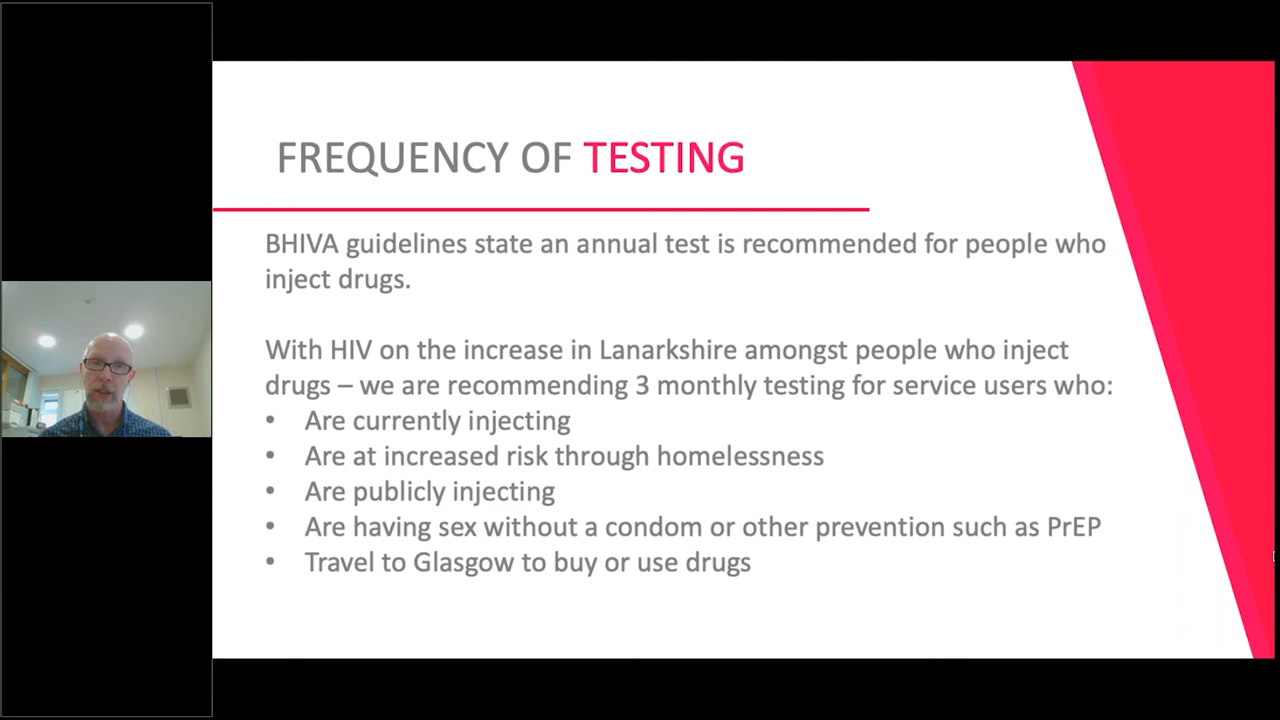 FREQUENCY OF TESTING
BHIVA guidelines state an annual test is recommended for people who
inject drugs.
With HIV on the increase in Lanarkshire amongst people who inject
drugs – we are recommending 3 monthly testing for service users who:
• Are currently injecting
• Are at increased risk through homelessness
• Are publicly injecting
• Are having sex without a condom or other prevention such as PrEP
• Travel to Glasgow to buy or use drugs